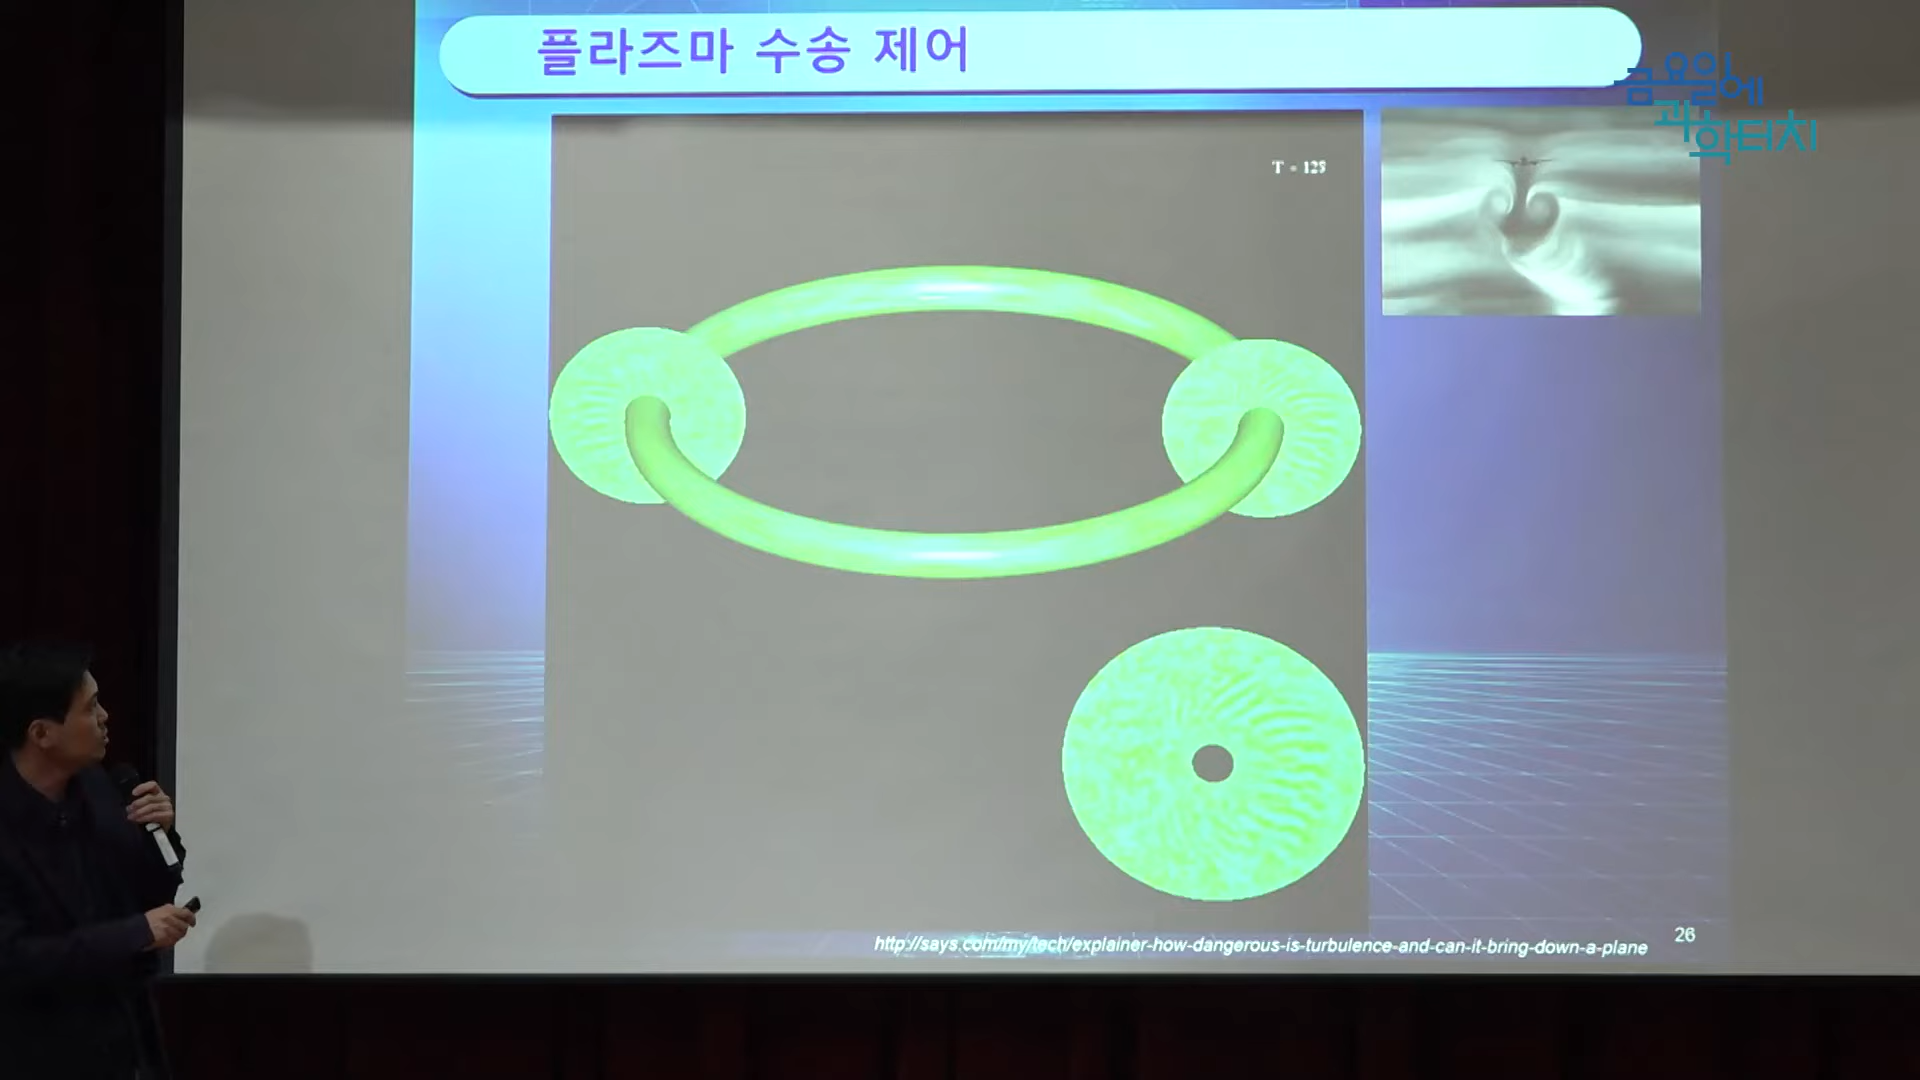 플라즈마 수송 제어
금요일에
과학터치
T = 128
http://says.com/my/tech/explainer-how-dangerous-is-turbulence-and-can-it-bring-down-a-plane
26